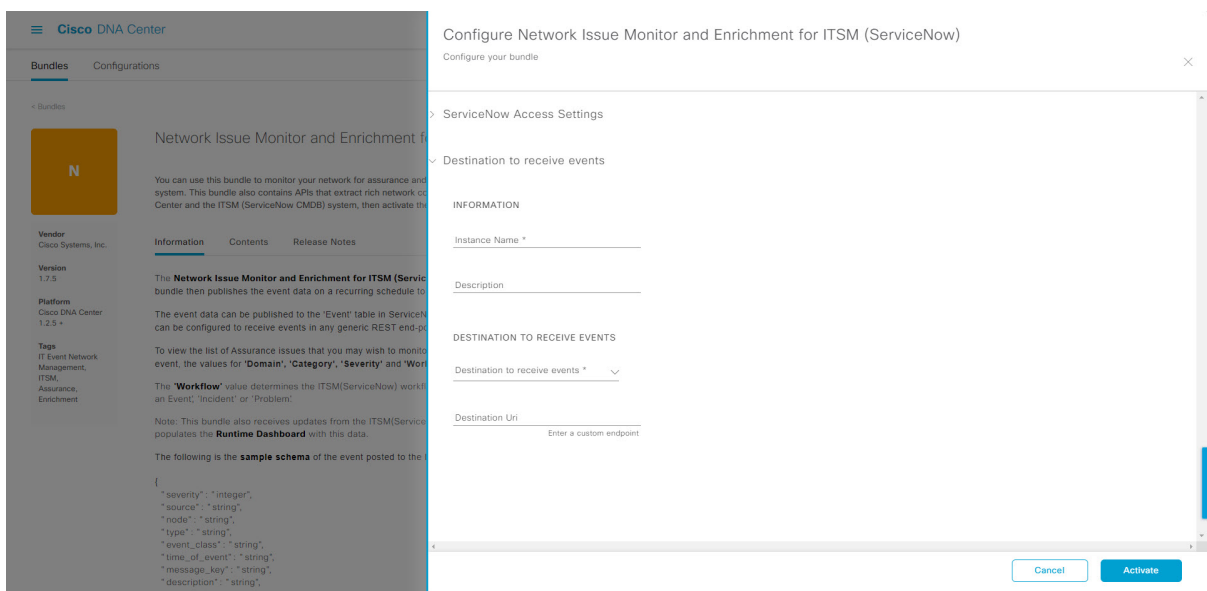 Cisco DNA Center
Bundles Configurations
< Bundles
N
Vendor
Cisco Systems, Inc.
Version
1.7.5
Platform
Cisco DNA Center
1.2.5 +
Tags
IT Event Network
Management,
ITSM,
Assurance,
Enrichment
Network Issue Monitor and Enrichment f
You can use this bundle to monitor your network for assurance and
system. This bundle also contains APIs that extract rich network co
Center and the ITSM (ServiceNow CMDB) system, then activate the
Information Contents Release Notes
The Network Issue Monitor and Enrichment for ITSM (Servic
bundle then publishes the event data on a recurring schedule to
The event data can be published to the 'Event' table in ServiceN
can be configured to receive events in any generic REST end-po
To view the list of Assurance issues that you may wish to monito
event, the values for 'Domain', 'Category', 'Severity' and 'Worl
The 'Workflow' value determines the ITSM(ServiceNow) workfl
an Event', 'Incident' or 'Problem'.
Note: This bundle also receives updates from the ITSM(Service
populates the Runtime Dashboard with this data.
The following is the sample schema of the event posted to the
{
"severity" : "integer",
"source" : "string",
"node" : "string",
"type" : "string",
"event_class" : "string",
"time_of_event" : "string",
"message_key" : "string",
"description" : "string",
Configure Network Issue Monitor and Enrichment for ITSM (ServiceNow)
Configure your bundle
ServiceNow Access Settings
Destination to receive events
INFORMATION
Instance Name *
Description
DESTINATION TO RECEIVE EVENTS
Destination to receive events *
Destination Uri
Enter a custom endpoint
Cancel Activate